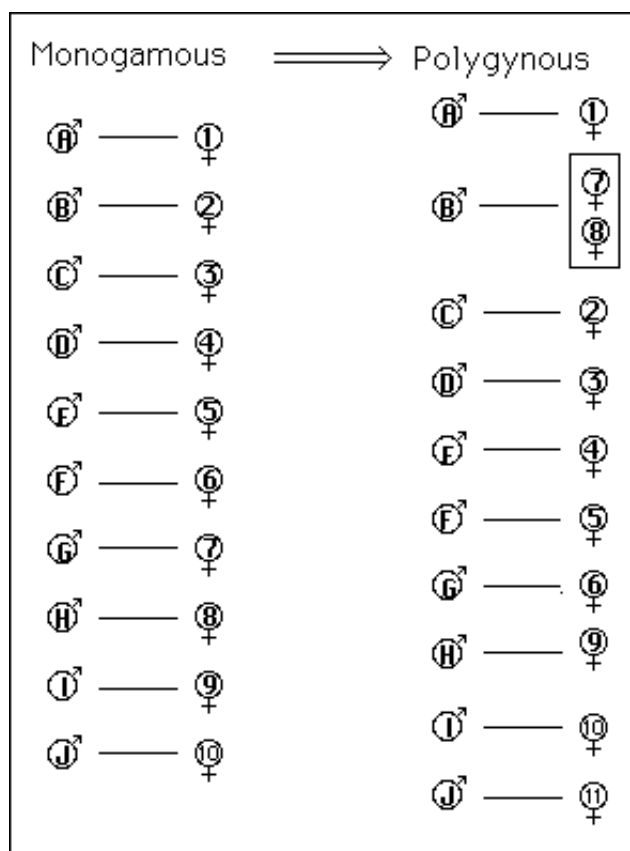 Monogamous ⟹ Polygynous
A 1
B 2
C 3
D 4
E 5
F 6
G 7
H 8
I 9
J 10
A 1
B 7
8
C 2
D 3
E 4
F 5
G 6
H 9
I 10
J 11